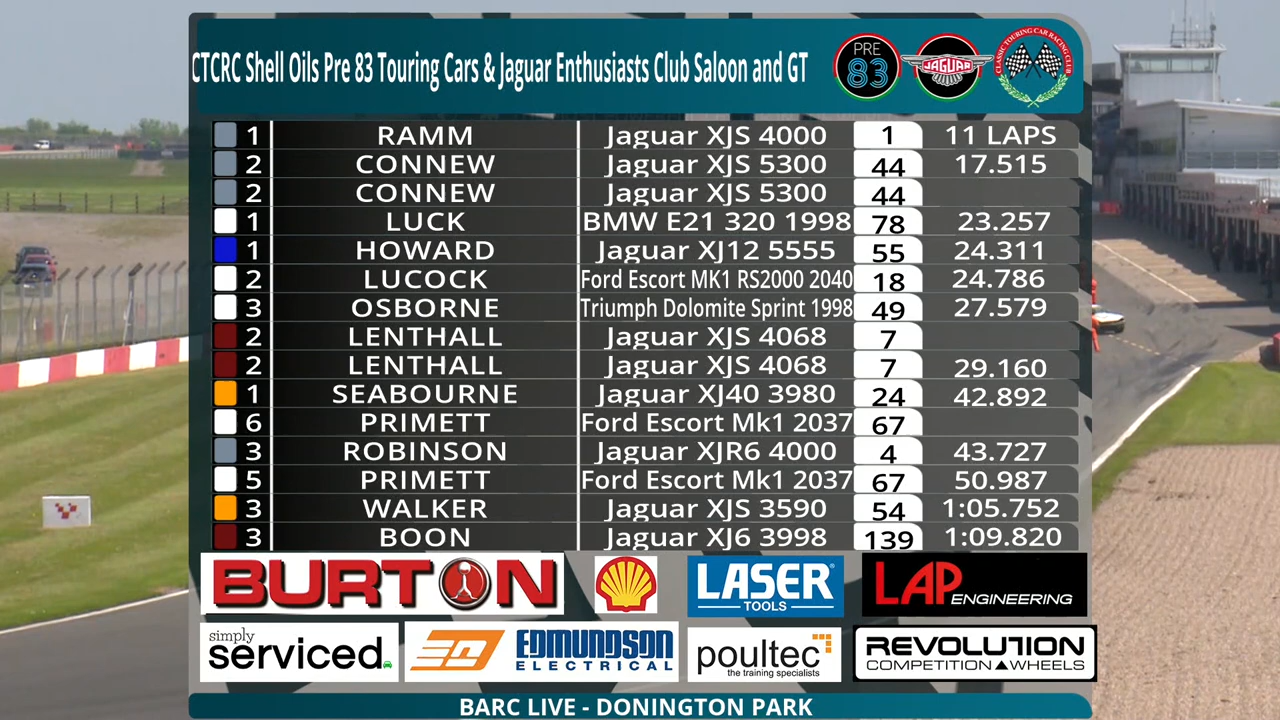 CTCRC Shell Oils Pre 83 Touring Cars & Jaguar Enthusiasts Club Saloon and GT
PRE 83
JAGUAR
CLASSIC TOURING CAR RACING CLUB
1 RAMM Jaguar XJS 4000 1 11 LAPS
2 CONNEW Jaguar XJS 5300 44 17.515
2 CONNEW Jaguar XJS 5300 44
1 LUCK BMW E21 320 1998 78 23.257
1 HOWARD Jaguar XJ12 5555 55 24.311
2 LUCOCK Ford Escort MK1 RS2000 2040 18 24.786
3 OSBORNE Triumph Dolomite Sprint 1998 49 27.579
2 LENTHALL Jaguar XJS 4068 7
2 LENTHALL Jaguar XJS 4068 7 29.160
1 SEABOURNE Jaguar XJ40 3980 24 42.892
6 PRIMETT Ford Escort Mk1 2037 67
3 ROBINSON Jaguar XJR6 4000 4 43.727
5 PRIMETT Ford Escort Mk1 2037 67 50.987
3 WALKER Jaguar XJS 3590 54 1:05.752
3 BOON Jaguar XJ6 3998 139 1:09.820
BURTON
LASER TOOLS
LAP ENGINEERING
simply serviced.
EDMUNDSON ELECTRICAL
poultec the training specialists
REVOLUTION COMPETITION WHEELS
BARC LIVE - DONINGTON PARK